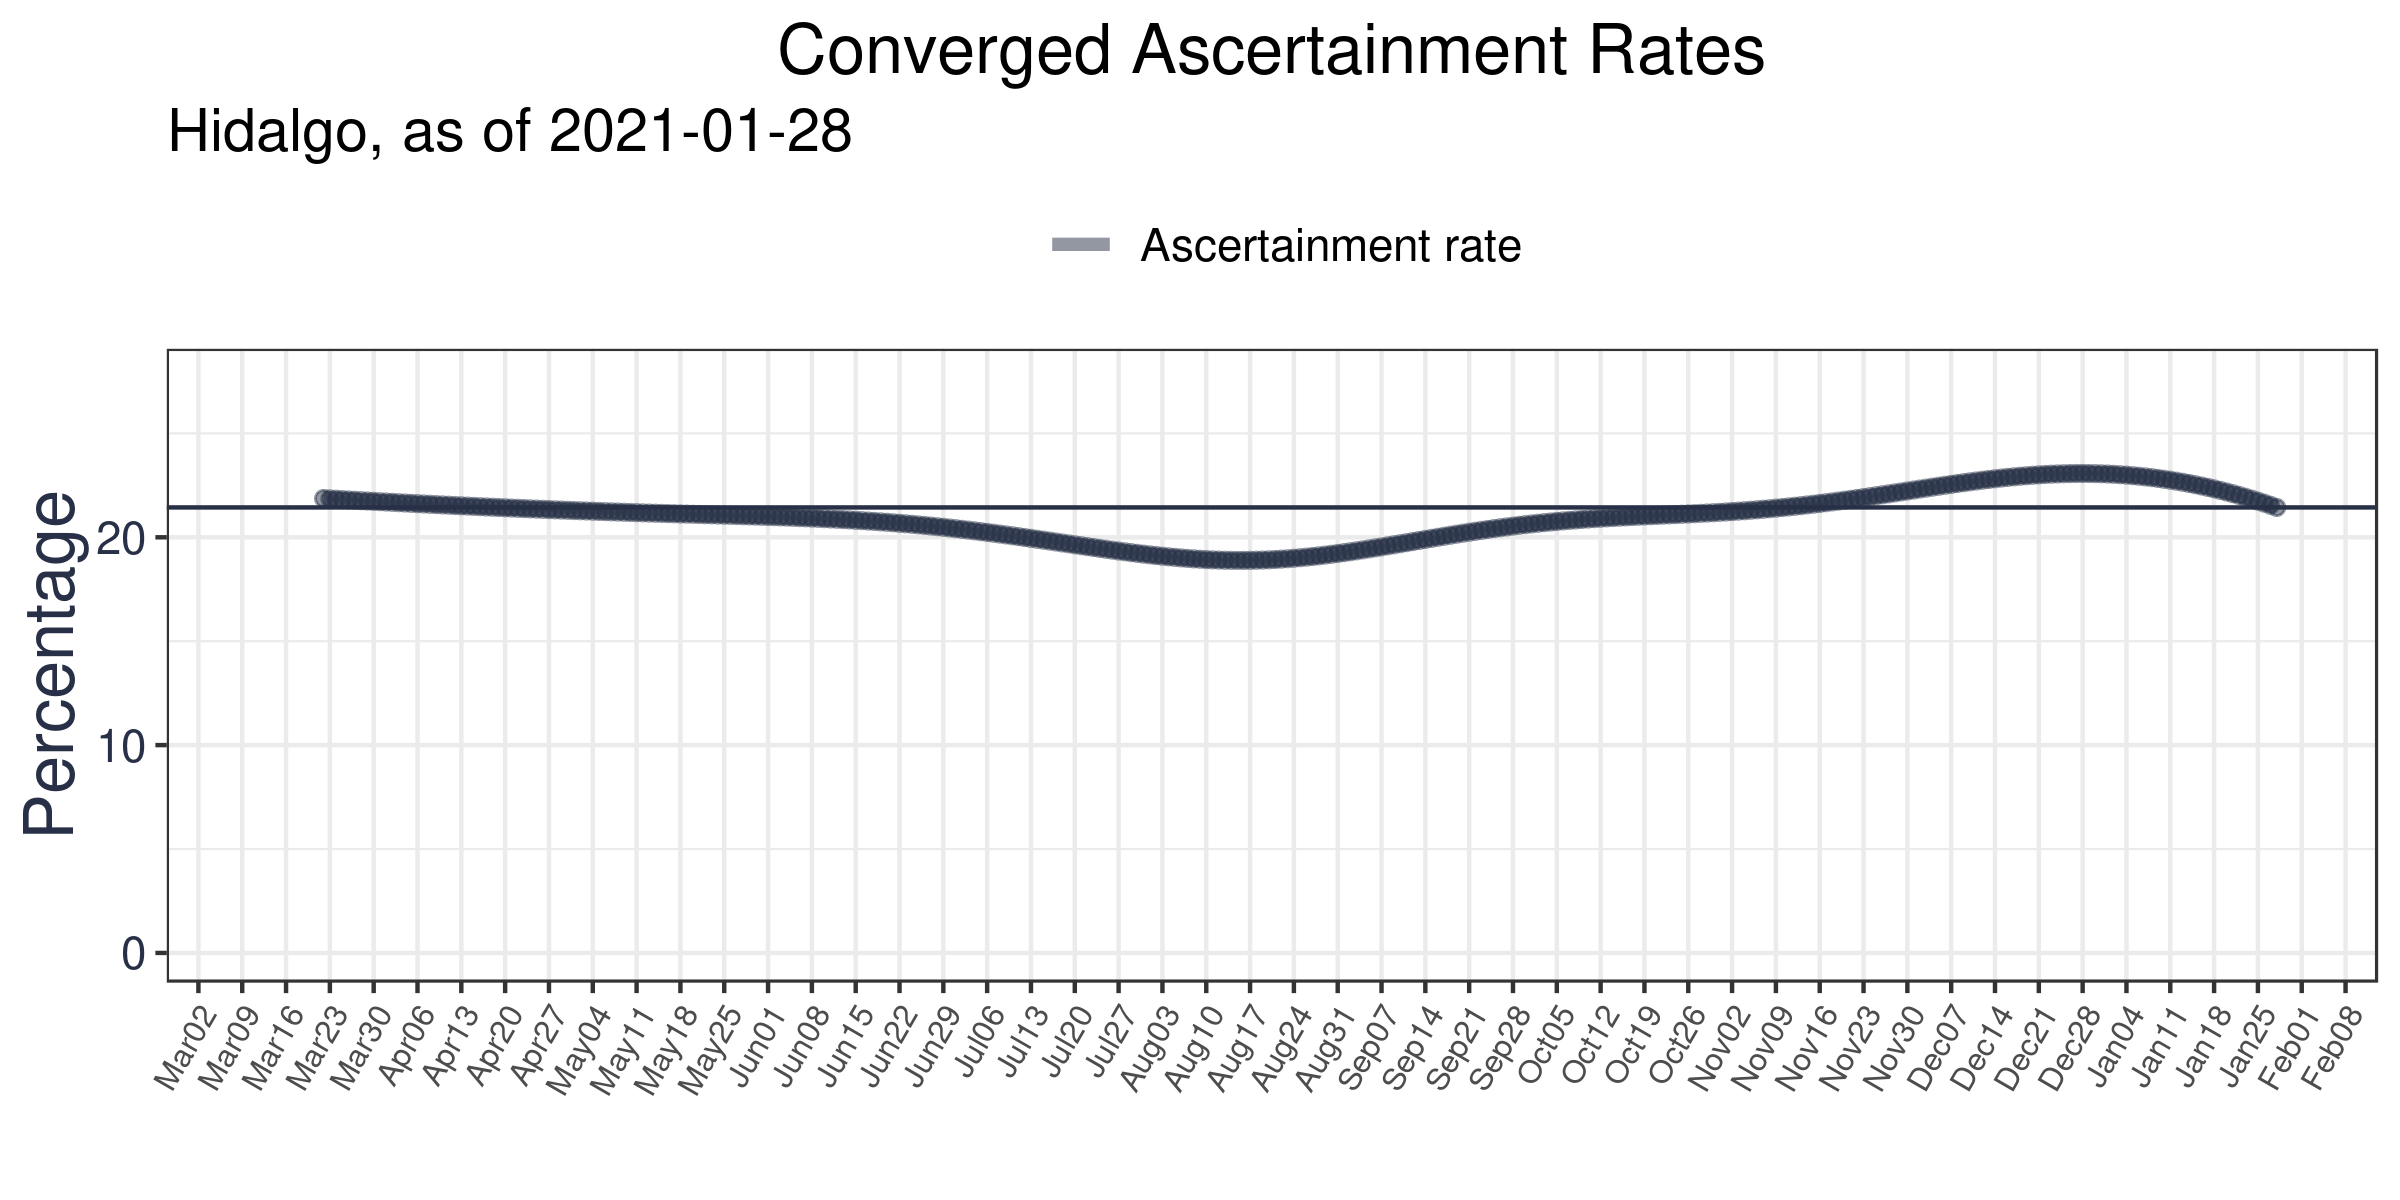 Converged Ascertainment Rates
Hidalgo, as of 2021-01-28
Ascertainment rate
Percentage
20
10
0
Mar02 Mar09 Mar16 Mar23 Mar30 Apr06 Apr13 Apr20 Apr27 May04 May11 May18 May25 Jun01 Jun08 Jun15 Jun22 Jun29 Jul06 Jul13 Jul20 Jul27 Aug03 Aug10 Aug17 Aug24 Aug31 Sep07 Sep14 Sep21 Sep28 Oct05 Oct12 Oct19 Oct26 Nov02 Nov09 Nov16 Nov23 Nov30 Dec07 Dec14 Dec21 Dec28 Jan04 Jan11 Jan18 Jan25 Feb01 Feb08